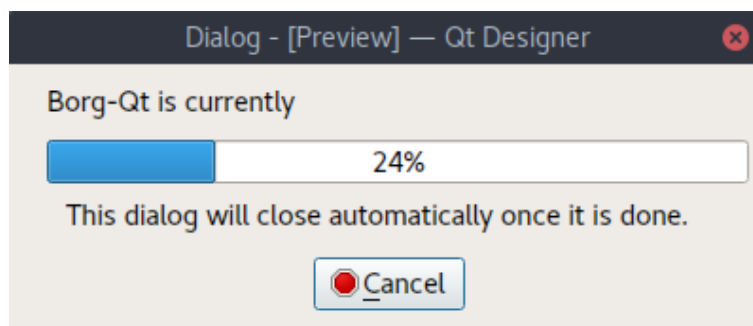 Dialog - [Preview] — Qt Designer
Borg-Qt is currently
24%
This dialog will close automatically once it is done.
Cancel